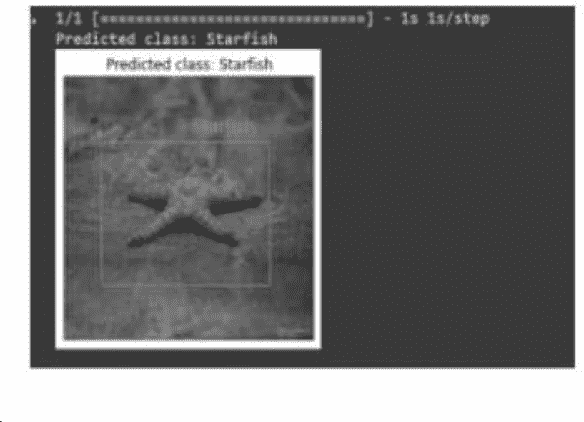 1/1 [==============================] - 1s 1s/step
Predicted class: Starfish
Predicted class: Starfish